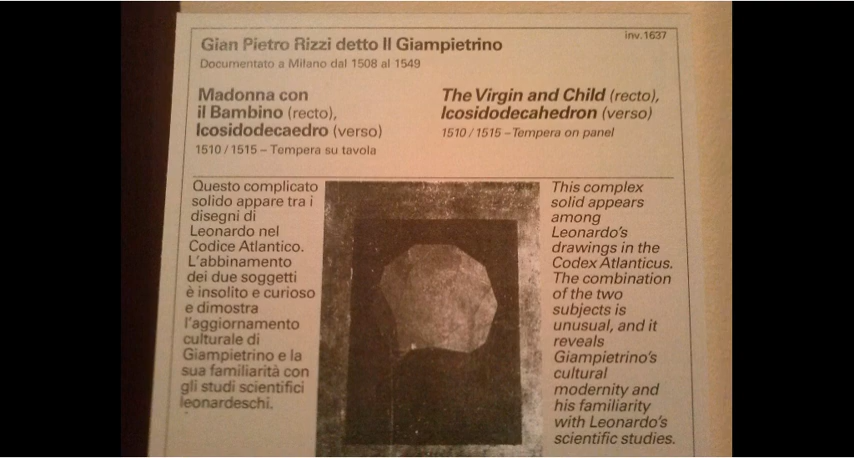 inv.1637
Gian Pietro Rizzi detto Il Giampietrino
Documentato a Milano dal 1508 al 1549
Madonna con
il Bambino (recto),
Icosidodecaedro (verso)
1510/1515 – Tempera su tavola
The Virgin and Child (recto),
Icosidodecahedron (verso)
1510/1515 – Tempera on panel
Questo complicato
solido appare tra i
disegni di
Leonardo nel
Codice Atlantico.
L'abbinamento
dei due soggetti
è insolito e curioso
e dimostra
l'aggiornamento
culturale di
Giampietrino e la
sua familiarità con
gli studi scientifici
leonardeschi.
This complex
solid appears
among
Leonardo's
drawings in the
Codex Atlanticus.
The combination
of the two
subjects is
unusual, and it
reveals
Giampietrino's
cultural
modernity and
his familiarity
with Leonardo's
scientific studies.